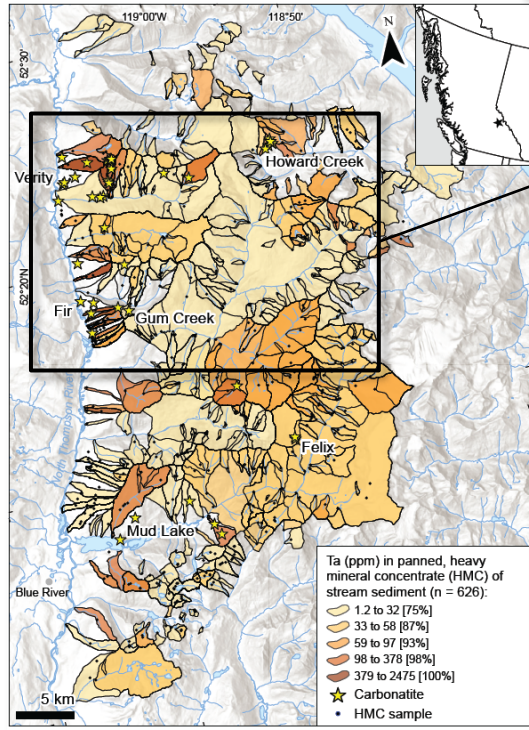 119°00'W
118°50'
N
52°30'
Howard Creek
Verity
52°20'N
Fir
Gum Creek
North Thompson River
Felix
Mud Lake
Blue River
5 km
Ta (ppm) in panned, heavy
mineral concentrate (HMC) of
stream sediment (n = 626):
1.2 to 32 [75%]
33 to 58 [87%]
59 to 97 [93%]
98 to 378 [98%]
379 to 2475 [100%]
Carbonatite
HMC sample